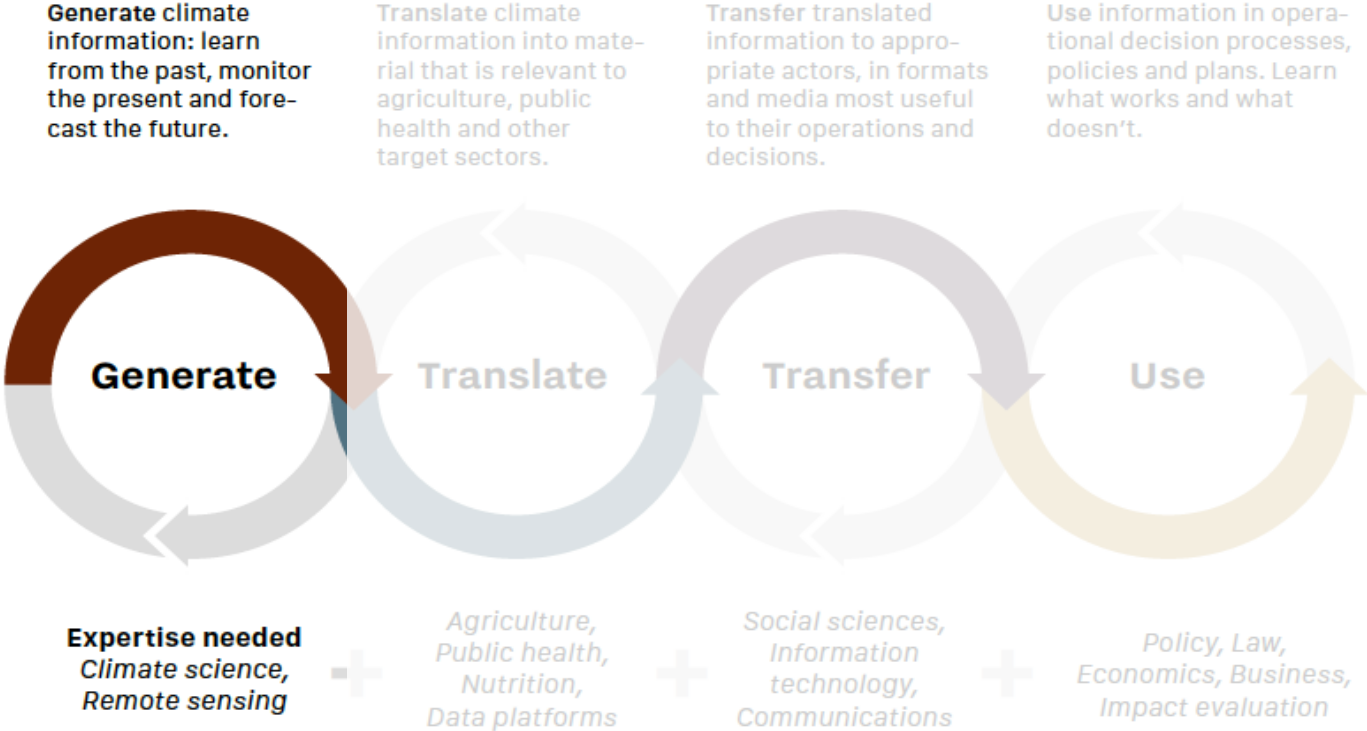 Generate climate
information: learn
from the past, monitor
the present and fore-
cast the future.
Translate climate
information into mate-
rial that is relevant to
agriculture, public
health and other
target sectors.
Transfer translated
information to appro-
priate actors, in formats
and media most useful
to their operations and
decisions.
Use information in opera-
tional decision processes,
policies and plans. Learn
what works and what
doesn't.
Generate
Translate
Transfer
Use
Expertise needed
Climate science,
Remote sensing
+
Agriculture,
Public health,
Nutrition,
Data platforms
+
Social sciences,
Information
technology,
Communications
+
Policy, Law,
Economics, Business,
Impact evaluation